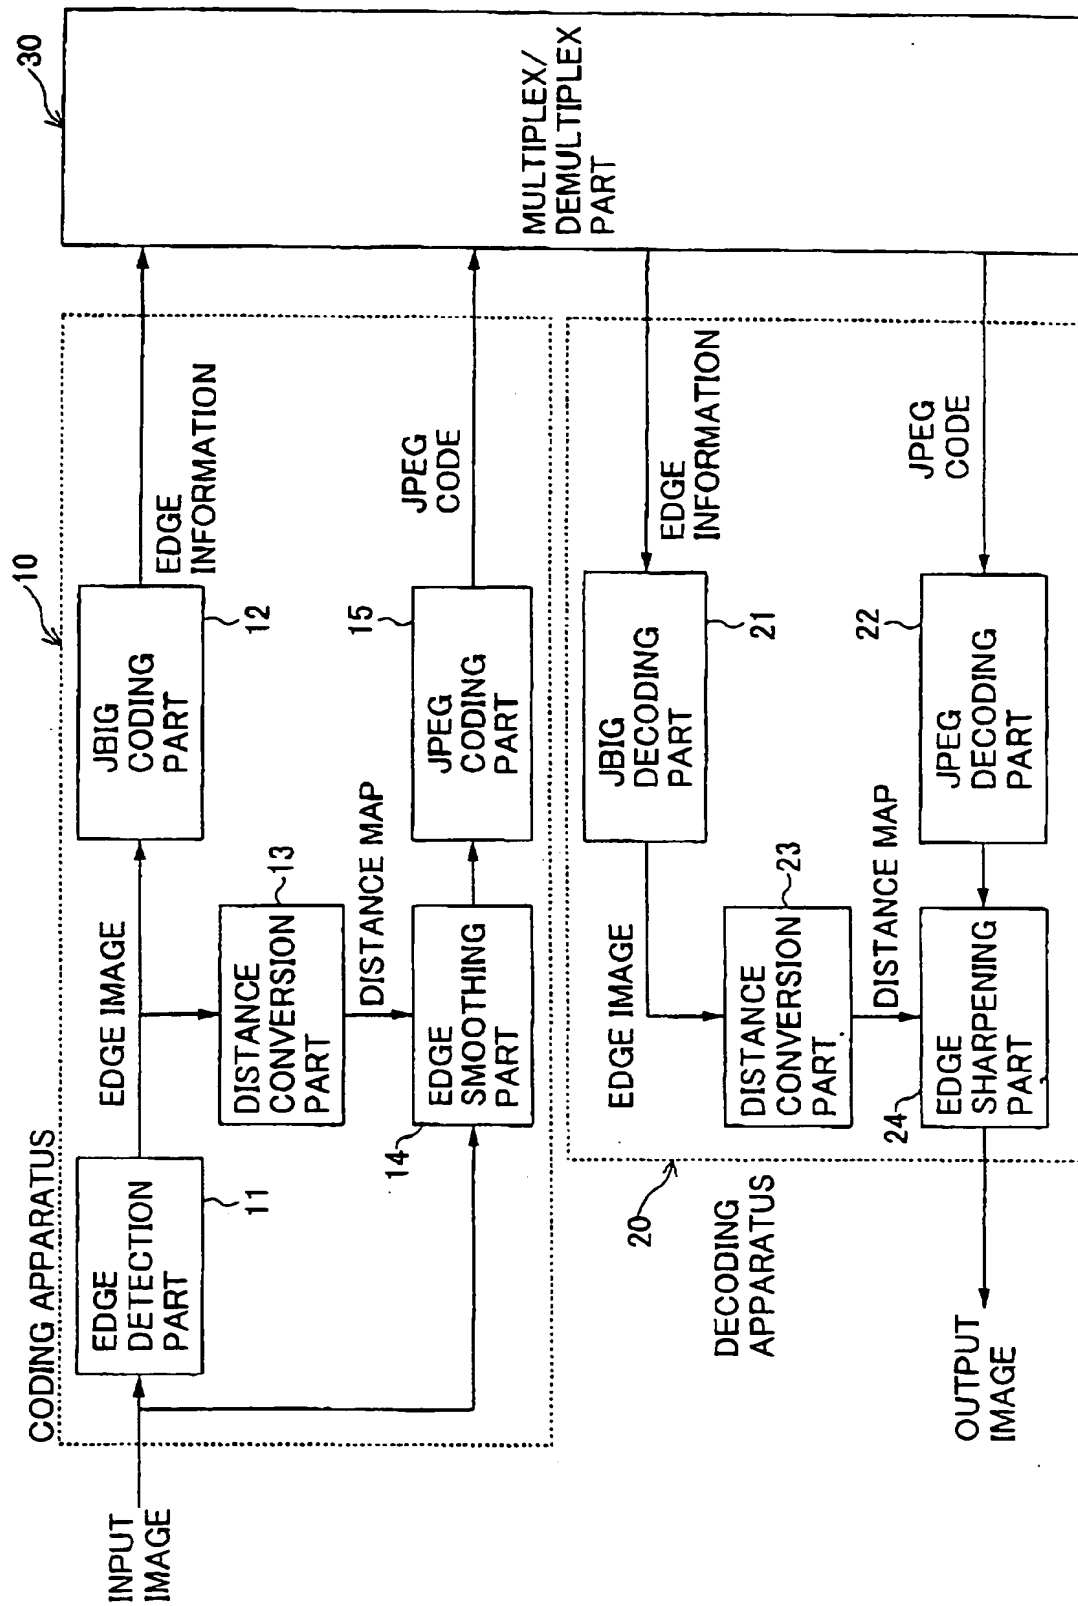 CODING APPARATUS
10
30
INPUT
IMAGE
EDGE
DETECTION
PART
11
EDGE IMAGE
JBIG
CODING
PART
12
EDGE
INFORMATION
DISTANCE
CONVERSION
PART
13
DISTANCE MAP
EDGE
SMOOTHING
PART
14
JPEG
CODING
PART
15
JPEG
CODE
MULTIPLEX/
DEMULTIPLEX
PART
20
DECODING
APPARATUS
EDGE IMAGE
JBIG
DECODING
PART
21
EDGE
INFORMATION
DISTANCE
CONVERSION
PART
23
DISTANCE MAP
24
EDGE
SHARPENING
PART
22
JPEG
DECODING
PART
JPEG
CODE
OUTPUT
IMAGE